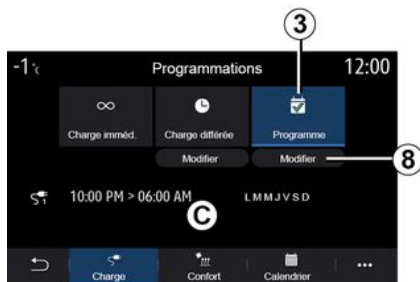 3
-1°c Programmations 12:00
∞
Charge imméd. Charge différée Programme
Modifier Modifier
8
10:00 PM > 06:00 AM LMMJVSD
C
Charge Confort Calendrier